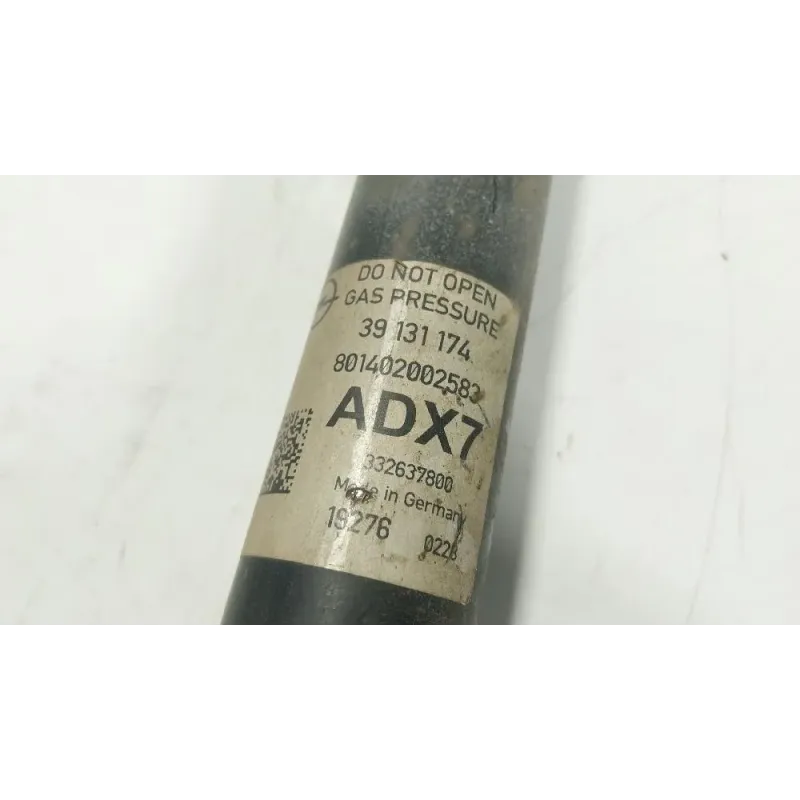 DO NOT OPEN
GAS PRESSURE
39 131 174
801402002583
ADX7
332637800
Made in Germany
19276 0228